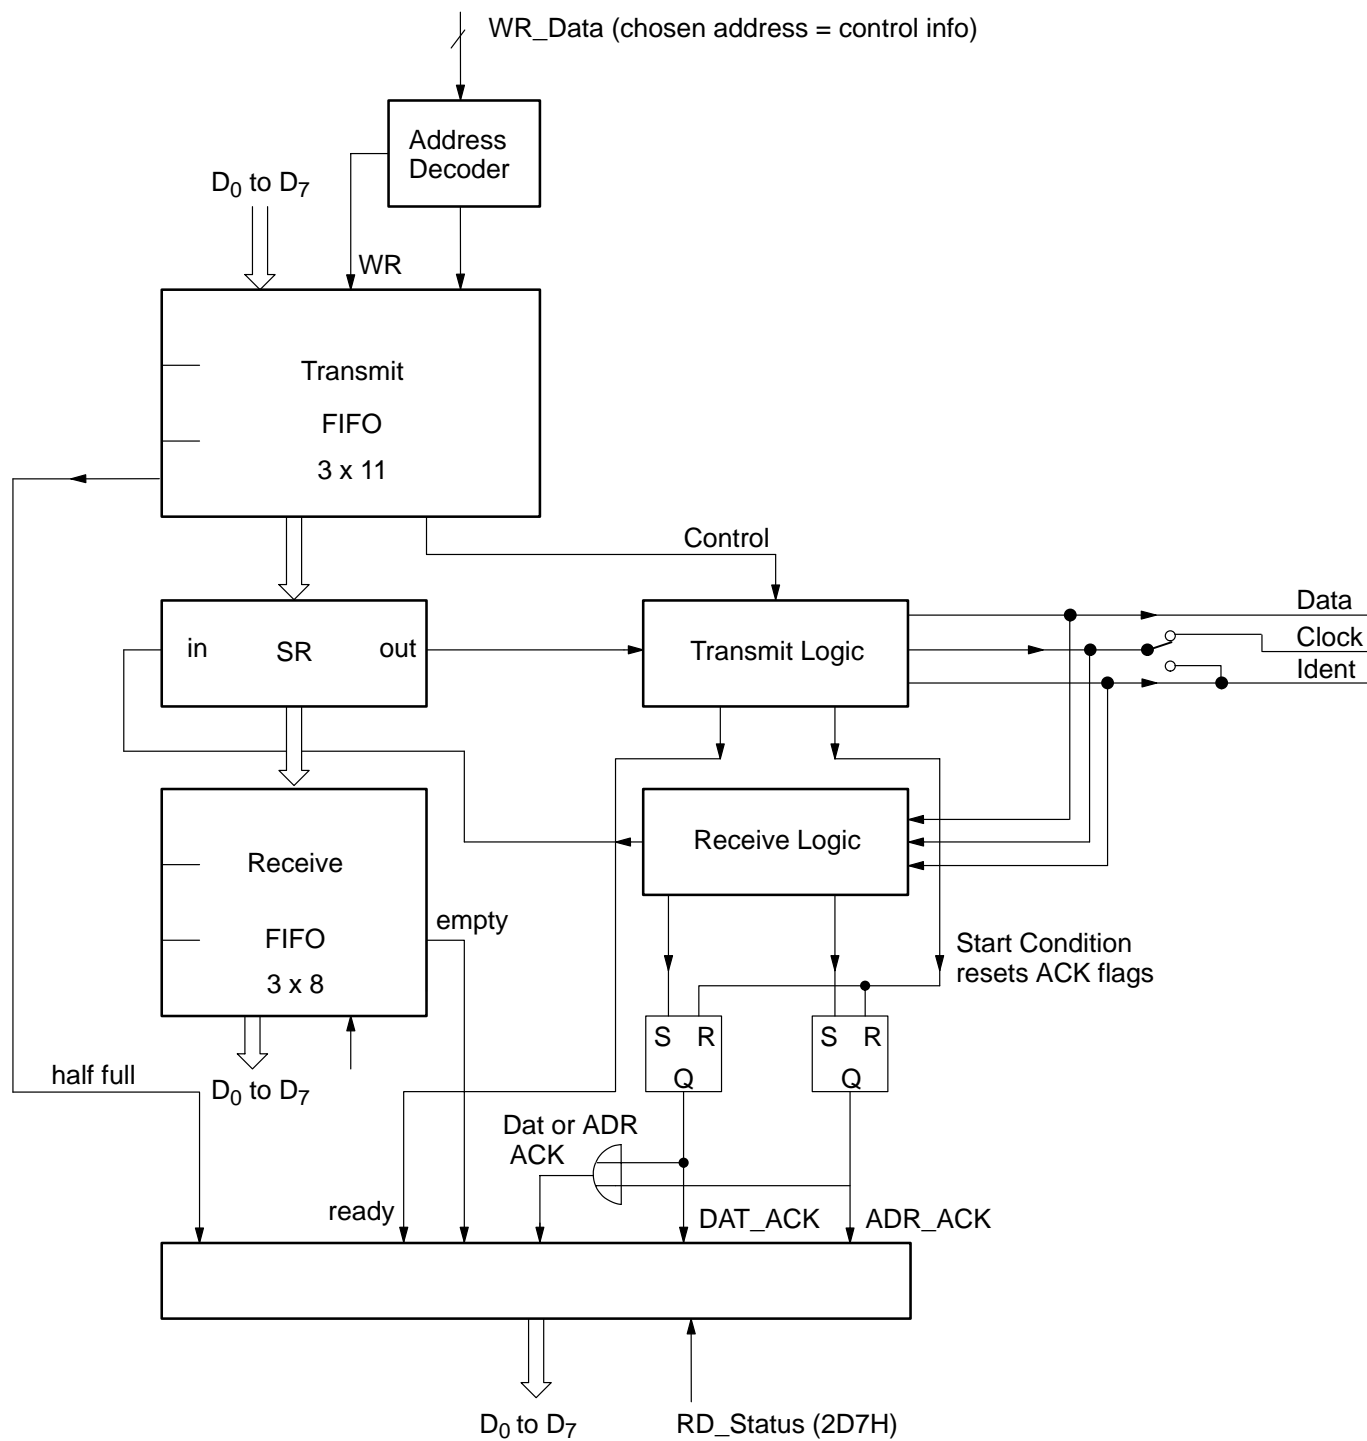 WR_Data (chosen address = control info)
Address
Decoder
D0 to D7
WR
Transmit
FIFO
3 x 11
Control
Data
Clock
Ident
in
SR
out
Transmit Logic
Receive Logic
Receive
FIFO
3 x 8
empty
Start Condition
resets ACK flags
S R
Q
S R
Q
half full
D0 to D7
Dat or ADR
ACK
ready
DAT_ACK
ADR_ACK
D0 to D7
RD_Status (2D7H)